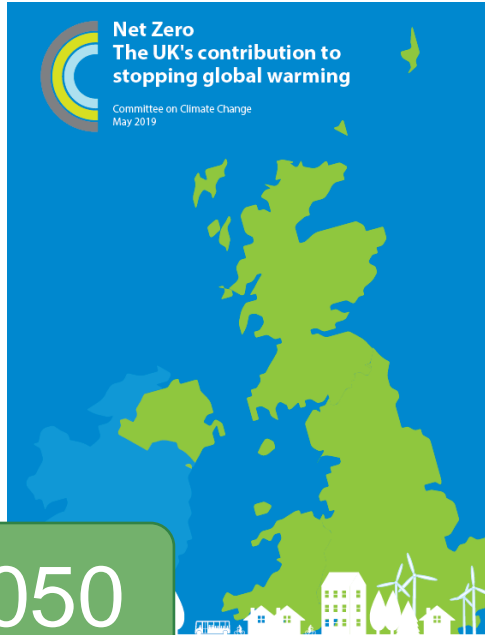 Net Zero
The UK's contribution to
stopping global warming
Committee on Climate Change
May 2019
050